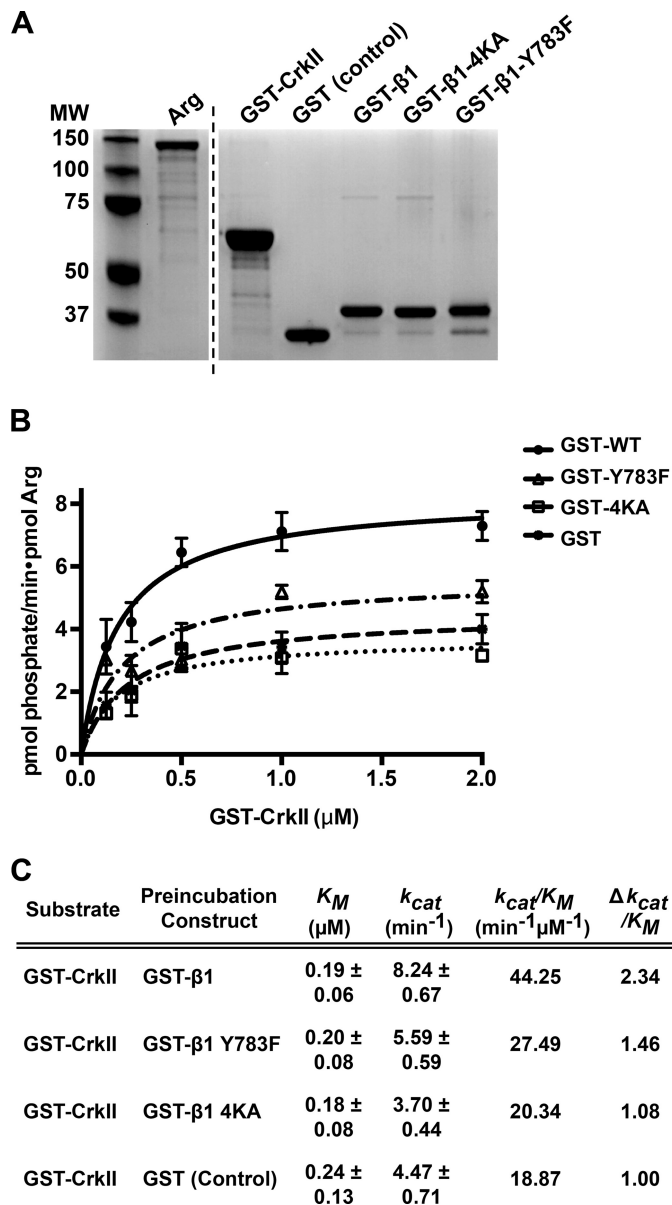 A
MW
Arg
GST-CrkII
GST (control)
GST-β1
GST-β1-4KA
GST-β1-Y783F
150
100
75
50
37
B
GST-WT
GST-Y783F
GST-4KA
GST
pmol phosphate/min•pmol Arg
8
6
4
2
0
0.0 0.5 1.0 1.5 2.0
GST-CrkII (μM)
C
Substrate Preincubation Construct K_M (μM) k_cat (min⁻¹) k_cat/K_M (min⁻¹μM⁻¹) Δ k_cat /K_M
GST-CrkII GST-β1 0.19 ± 0.06 8.24 ± 0.67 44.25 2.34
GST-CrkII GST-β1 Y783F 0.20 ± 0.08 5.59 ± 0.59 27.49 1.46
GST-CrkII GST-β1 4KA 0.18 ± 0.08 3.70 ± 0.44 20.34 1.08
GST-CrkII GST (Control) 0.24 ± 0.13 4.47 ± 0.71 18.87 1.00